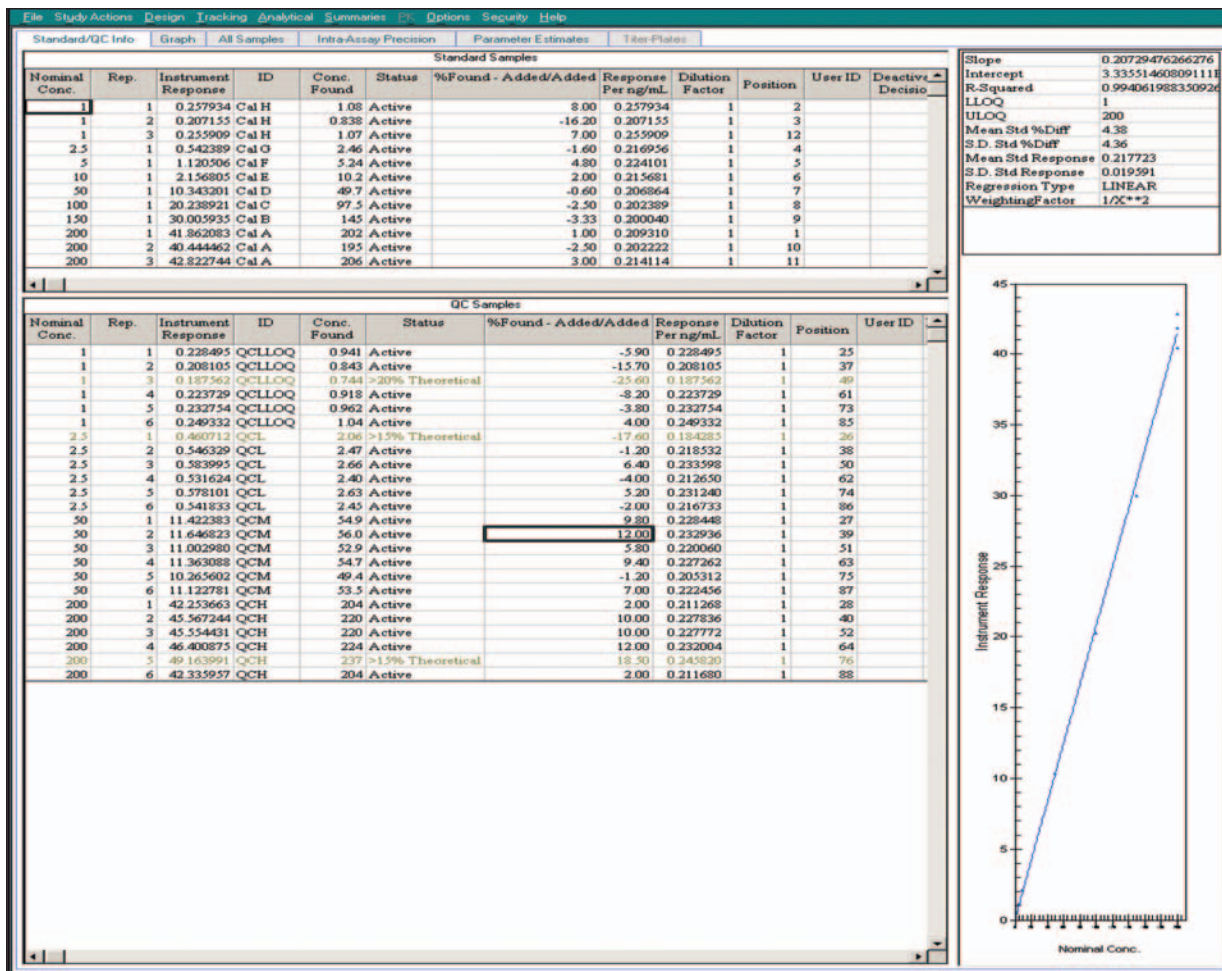 File Study Actions Design Tracking Analytical Summaries PK Options Security Help
Standard/QC Info Graph All Samples Intra-Assay Precision Parameter Estimates Titer-Plates
Standard Samples
Nominal Conc. Rep. Instrument Response ID Conc. Found Status %Found - Added/Added Response Per ng/mL Dilution Factor Position User ID Deactive Decisio
1 1 0.257934 Cal H 1.08 Active 8.00 0.257934 1 2
1 2 0.207155 Cal H 0.838 Active -16.20 0.207155 1 3
1 3 0.255909 Cal H 1.07 Active 7.00 0.255909 1 12
2.5 1 0.542389 Cal G 2.46 Active -1.60 0.216956 1 4
5 1 1.120506 Cal F 5.24 Active 4.80 0.224101 1 5
10 1 2.156805 Cal E 10.2 Active 2.00 0.215681 1 6
50 1 10.343201 Cal D 49.7 Active -0.60 0.206864 1 7
100 1 20.238921 Cal C 97.5 Active -2.50 0.202389 1 8
150 1 30.005935 Cal B 145 Active -3.33 0.200040 1 9
200 1 41.862083 Cal A 202 Active 1.00 0.209310 1 1
200 2 40.444462 Cal A 195 Active -2.50 0.202222 1 10
200 3 42.822744 Cal A 206 Active 3.00 0.214114 1 11
QC Samples
Nominal Conc. Rep. Instrument Response ID Conc. Found Status %Found - Added/Added Response Per ng/mL Dilution Factor Position User ID
1 1 0.228495 QCLLOQ 0.941 Active -5.90 0.228495 1 25
1 2 0.208105 QCLLOQ 0.843 Active -15.70 0.208105 1 37
1 3 0.187562 QCLLOQ 0.744 >20% Theoretical -25.60 0.187562 1 49
1 4 0.223729 QCLLOQ 0.918 Active -8.20 0.223729 1 61
1 5 0.232754 QCLLOQ 0.962 Active -3.80 0.232754 1 73
1 6 0.249332 QCLLOQ 1.04 Active 4.00 0.249332 1 85
2.5 1 0.460712 QCL 2.06 >15% Theoretical -17.60 0.184285 1 26
2.5 2 0.546329 QCL 2.47 Active -1.20 0.218532 1 38
2.5 3 0.583995 QCL 2.66 Active 6.40 0.233598 1 50
2.5 4 0.531624 QCL 2.40 Active -4.00 0.212650 1 62
2.5 5 0.578101 QCL 2.63 Active 5.20 0.231240 1 74
2.5 6 0.541833 QCL 2.45 Active -2.00 0.216733 1 86
50 1 11.422383 QCM 54.9 Active 9.80 0.228448 1 27
50 2 11.646823 QCM 56.0 Active 12.00 0.232936 1 39
50 3 11.002980 QCM 52.9 Active 5.80 0.220060 1 51
50 4 11.363088 QCM 54.7 Active 9.40 0.227262 1 63
50 5 10.265602 QCM 49.4 Active -1.20 0.205312 1 75
50 6 11.122781 QCM 53.5 Active 7.00 0.222456 1 87
200 1 42.253663 QCH 204 Active 2.00 0.211268 1 28
200 2 45.567244 QCH 220 Active 10.00 0.227836 1 40
200 3 45.554431 QCH 220 Active 10.00 0.227772 1 52
200 4 46.400875 QCH 224 Active 12.00 0.232004 1 64
200 5 49.163991 QCH 237 >15% Theoretical 18.50 0.245820 1 76
200 6 42.335957 QCH 204 Active 2.00 0.211680 1 88
Slope 0.20729476266276
Intercept 3.33551460809111E
R-Squared 0.994061988350926
LLOQ 1
ULOQ 200
Mean Std %Diff 4.38
S.D. Std %Diff 4.36
Mean Std Response 0.217723
S.D. Std Response 0.019591
Regression Type LINEAR
WeightingFactor 1/X**2
45
40
35
30
25
20
15
10
5
0
Instrument Response
Nominal Conc.